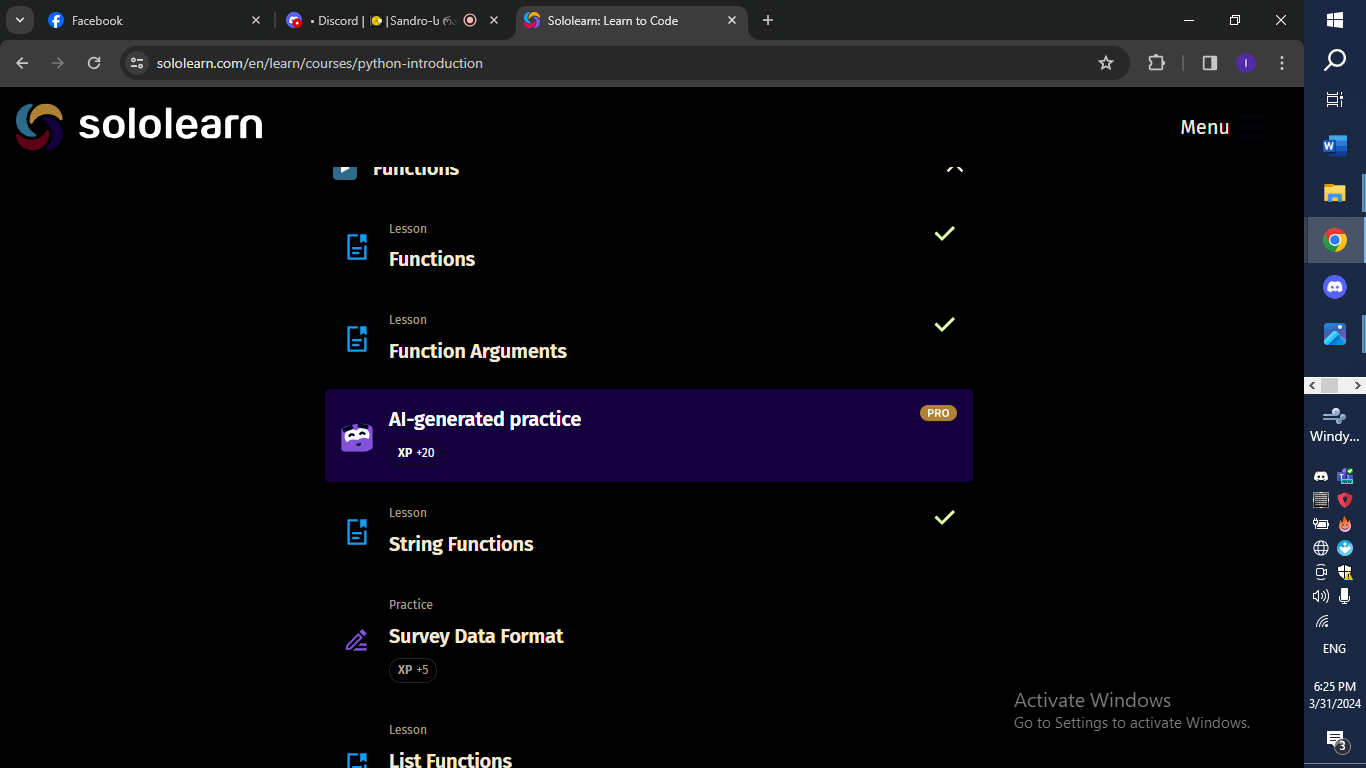 Facebook
• Discord | |Sandro-ს
Sololearn: Learn to Code
sololearn.com/en/learn/courses/python-introduction
I
sololearn
Menu
Functions
Lesson
Functions
Lesson
Function Arguments
AI-generated practice
PRO
XP +20
Lesson
String Functions
Practice
Survey Data Format
XP +5
Lesson
List Functions
Activate Windows
Go to Settings to activate Windows.
W
Windy...
ENG
6:25 PM
3/31/2024
3